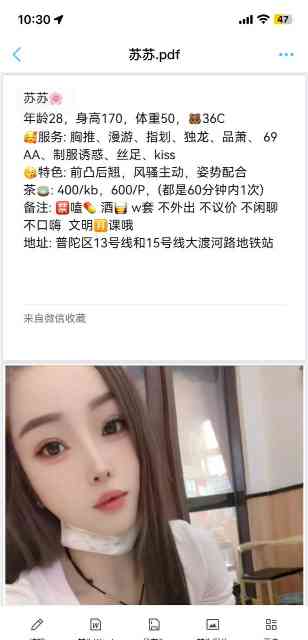 10:30
47
苏苏.pdf
苏苏🌸
年龄28，身高170，体重50，🐻36C
🥰服务: 胸推、漫游、指划、独龙、品萧、 69
AA、制服诱惑、丝足、kiss
😘特色: 前凸后翘，风骚主动，姿势配合
茶🍵: 400/kb，600/P，(都是60分钟内1次)
备注: 🈲嗑💊 酒🥃 w套 不外出 不议价 不闲聊
不口嗨 文明🈷课哦
地址: 普陀区13号线和15号线大渡河路地铁站
来自微信收藏